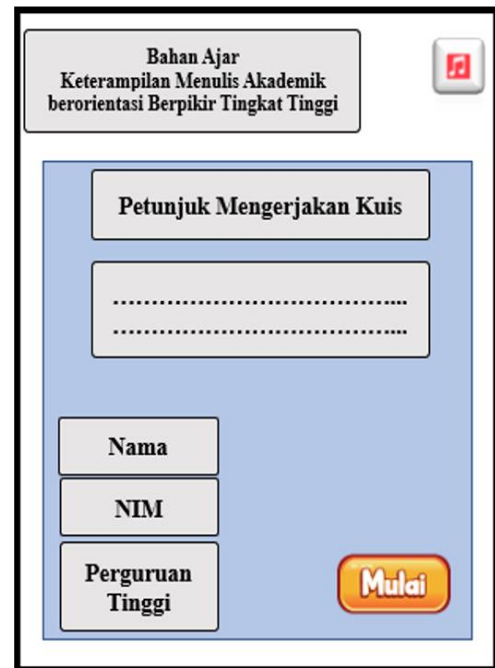 Bahan Ajar
Keterampilan Menulis Akademik
berorientasi Berpikir Tingkat Tinggi
Petunjuk Mengerjakan Kuis
........................................
........................................
Nama
NIM
Perguruan
Tinggi
Mulai